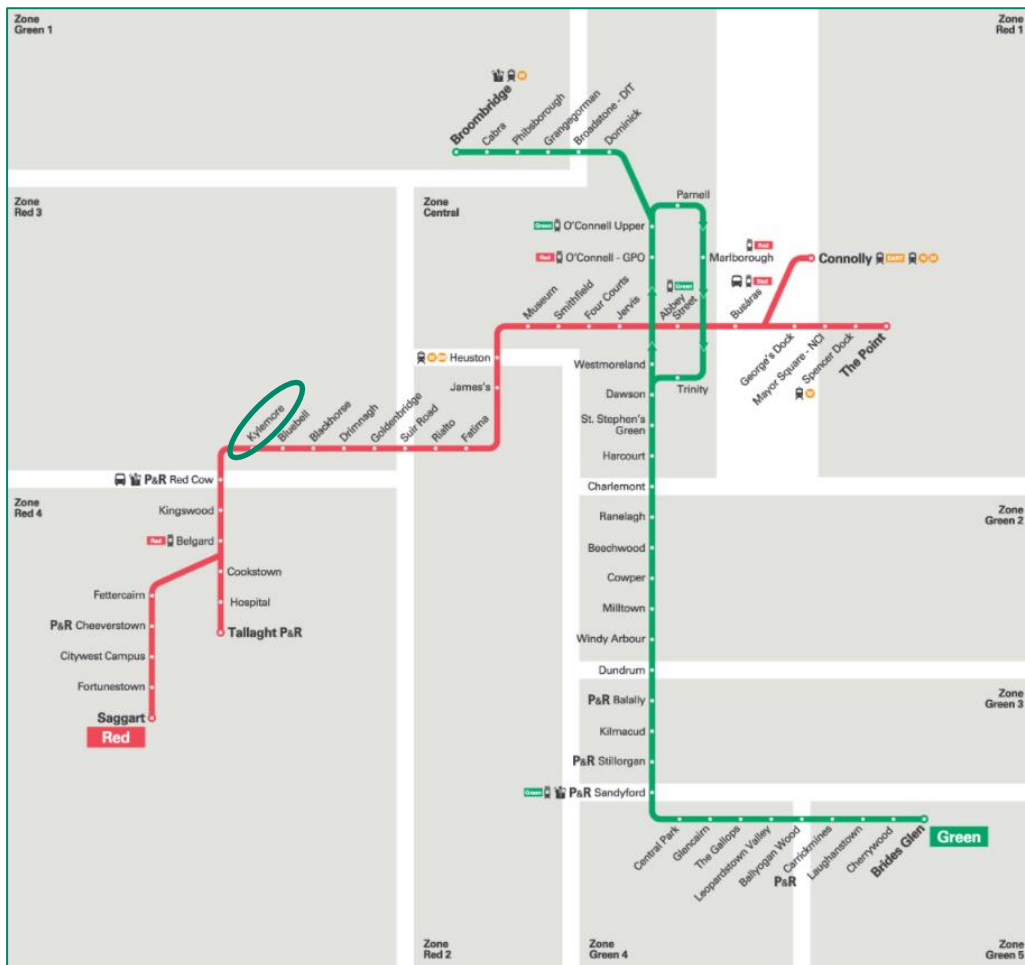 Zone
Green 1
Zone
Red 1
Broombridge
Cabra
Phibsborough
Grangegorman
Broadstone - DIT
Dominick
Zone
Red 3
Zone
Central
Parnell
Green O'Connell Upper
Red O'Connell - GPO
Red
Marlborough
Red
Green
Connolly DART
Museum
Smithfield
Four Courts
Jervis
Abbey
Street
Busáras
George's Dock
Mayor Square - NCI
Spencer Dock
The Point
Heuston
James's
Westmoreland
Trinity
Dawson
St. Stephen's
Green
Harcourt
Charlemont
Kylemore
Bluebell
Blackhorse
Drimnagh
Goldenbridge
Suir Road
Rialto
Fatima
P&R Red Cow
Zone
Red 4
Kingswood
Red Belgard
Cookstown
Hospital
Tallaght P&R
Fettercairn
P&R Cheeverstown
Citywest Campus
Fortunestown
Saggart
Red
Zone
Green 2
Ranelagh
Beechwood
Cowper
Milltown
Windy Arbour
Dundrum
Zone
Green 3
P&R Balally
Kilmacud
P&R Stillorgan
Green P&R Sandyford
Central Park
Glencairn
The Gallops
Leopardstown Valley
Ballyogan Wood
Carrickmines
P&R
Laughanstown
Cherrywood
Brides Glen
Green
Zone
Red 2
Zone
Green 4
Zone
Green 5